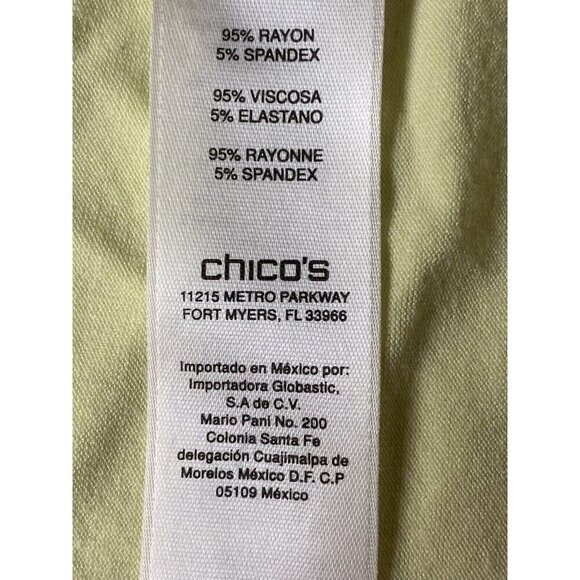 95% RAYON
5% SPANDEX
95% VISCOSA
5% ELASTANO
95% RAYONNE
5% SPANDEX
chico's
11215 METRO PARKWAY
FORT MYERS, FL 33966
Importado en México por:
Importadora Globastic,
S.A de C.V.
Mario Pani No. 200
Colonia Santa Fe
delegación Cuajimalpa de
Morelos México D.F. C.P
05109 México